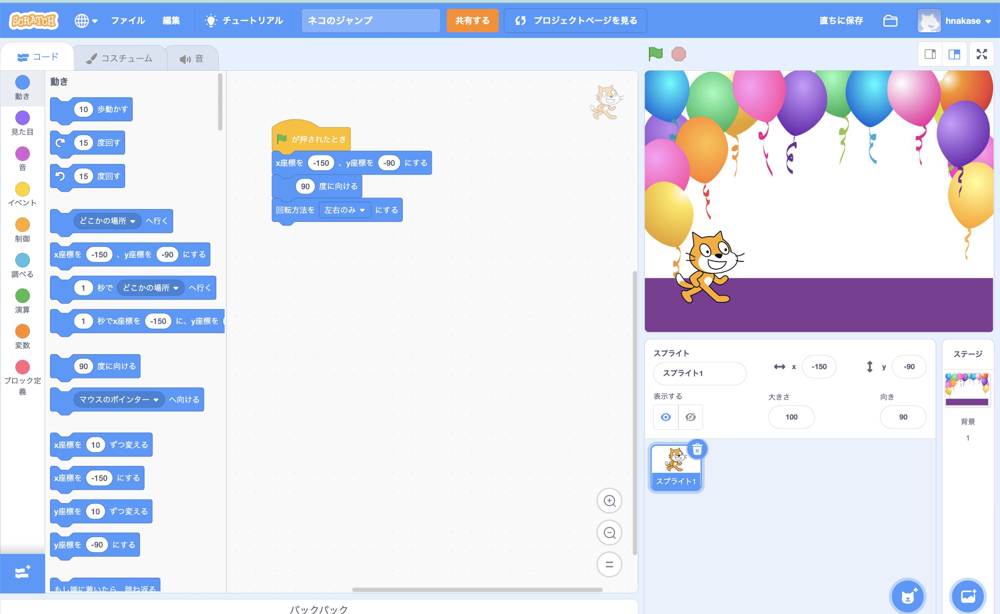 SCRATCH
ファイル
編集
チュートリアル
ネコのジャンプ
共有する
プロジェクトページを見る
直ちに保存
hnakase
コード
コスチューム
音
動き
見た目
音
イベント
制御
調べる
演算
変数
ブロック定
義
動き
10 歩動かす
15 度回す
15 度回す
どこかの場所 へ行く
x座標を -150 、y座標を -90 にする
1 秒で どこかの場所 へ行く
1 秒でx座標を -150 に、y座標を
90 度に向ける
マウスのポインター へ向ける
x座標を 10 ずつ変える
x座標を -150 にする
y座標を 10 ずつ変える
y座標を -90 にする
もし端に着いたら、跳ね返る
が押されたとき
x座標を -150 、y座標を -90 にする
90 度に向ける
回転方法を 左右のみ にする
バックパック
スプライト
スプライト1
x -150
y -90
表示する
大きさ
100
向き
90
スプライト1
ステージ
背景
1